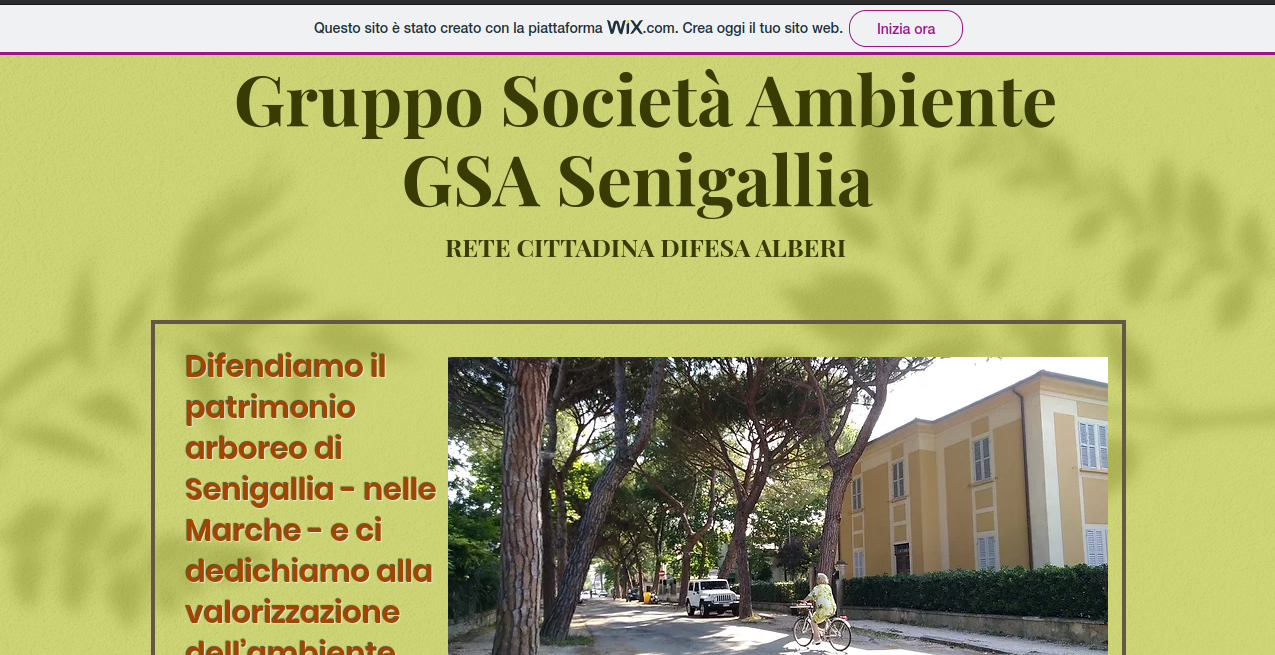 Questo sito è stato creato con la piattaforma WiX.com. Crea oggi il tuo sito web. Inizia ora
Gruppo Società Ambiente
GSA Senigallia
RETE CITTADINA DIFESA ALBERI
Difendiamo il
patrimonio
arboreo di
Senigallia - nelle
Marche - e ci
dedichiamo alla
valorizzazione
dell'ambiente